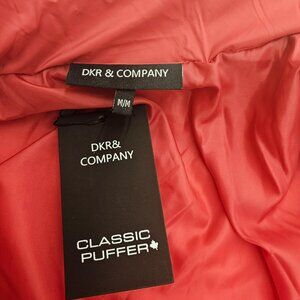 DKR & COMPANY
M/M
DKR&
COMPANY
CLASSIC
PUFFER